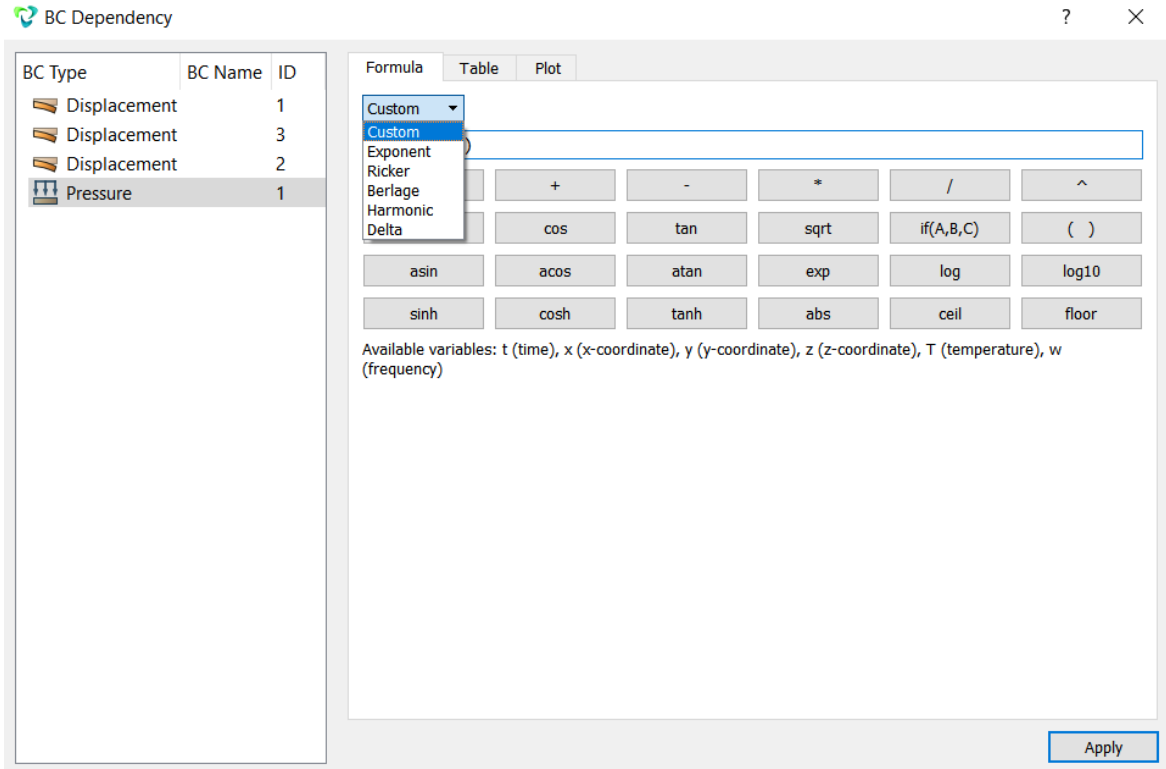 BC Dependency
?
BC Type BC Name ID
Displacement 1
Displacement 3
Displacement 2
Pressure 1
Formula Table Plot
Custom
Custom
Exponent
Ricker
Berlage
Harmonic
Delta
)
+ - * / ^
cos tan sqrt if(A,B,C) ( )
asin acos atan exp log log10
sinh cosh tanh abs ceil floor
Available variables: t (time), x (x-coordinate), y (y-coordinate), z (z-coordinate), T (temperature), w
(frequency)
Apply